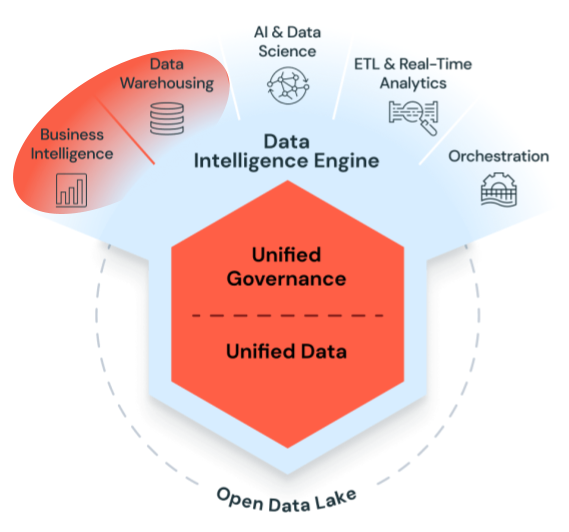 AI & Data
Science
Data
Warehousing
ETL & Real-Time
Analytics
Business
Intelligence
Orchestration
Data
Intelligence Engine
Unified
Governance
Unified Data
Open Data Lake